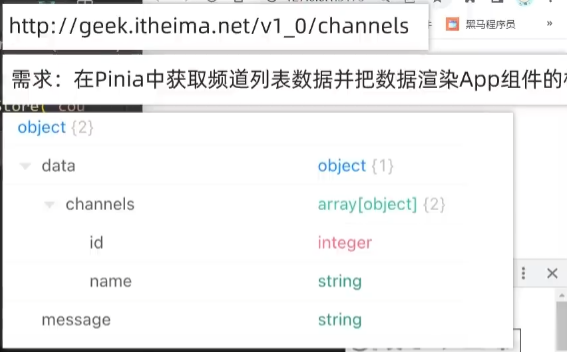 http://geek.itheima.net/v1_0/channels
黑马程序员
»
需求：在Pinia中获取频道列表数据并把数据渲染App组件的
object {2}
data object {1}
channels array[object] {2}
id integer
name string
message string